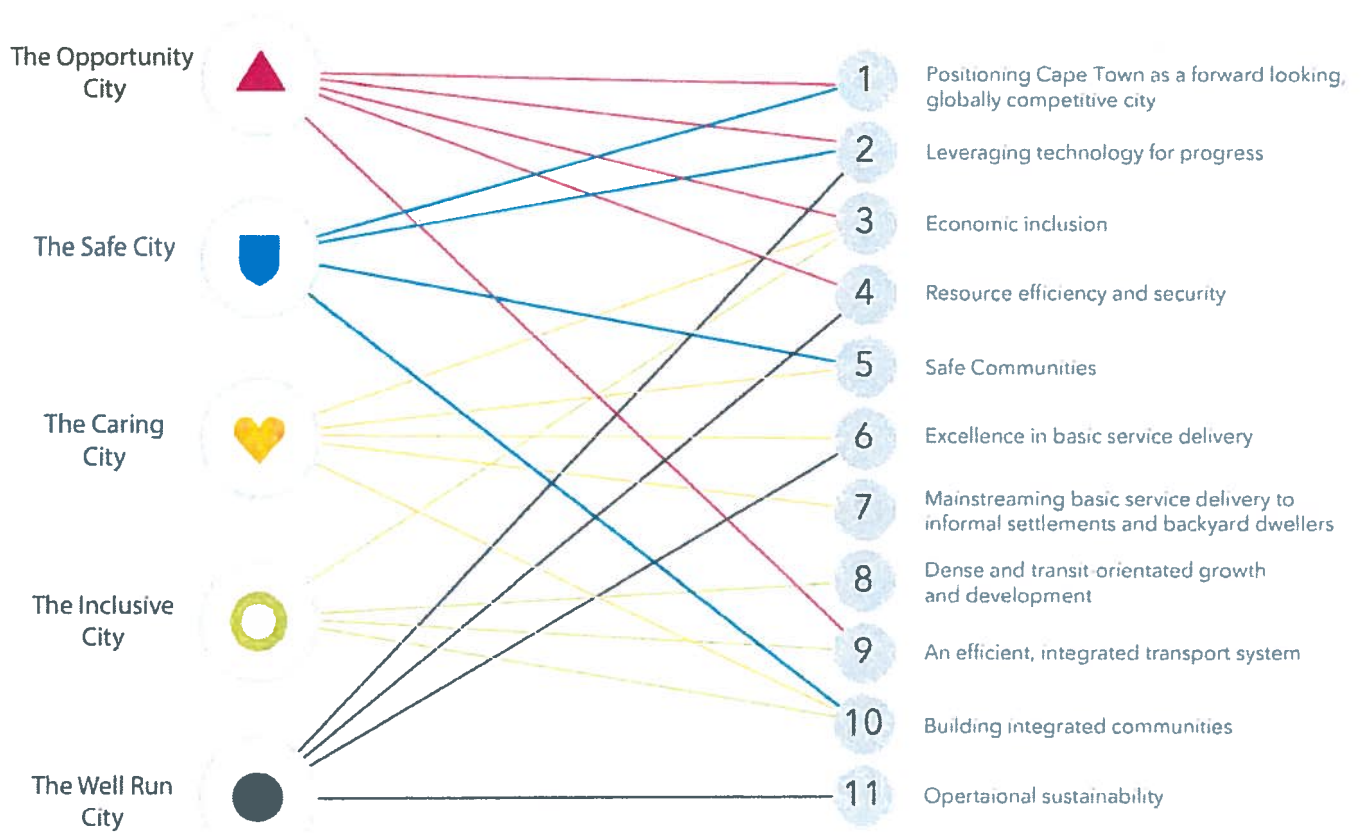 The Opportunity
City
The Safe City
The Caring
City
The Inclusive
City
The Well Run
City
1
Positioning Cape Town as a forward looking,
globally competitive city
2
Leveraging technology for progress
3
Economic inclusion
4
Resource efficiency and security
5
Safe Communities
6
Excellence in basic service delivery
7
Mainstreaming basic service delivery to
informal settlements and backyard dwellers
8
Dense and transit-orientated growth
and development
9
An efficient, integrated transport system
10
Building integrated communities
11
Opertaional sustainability